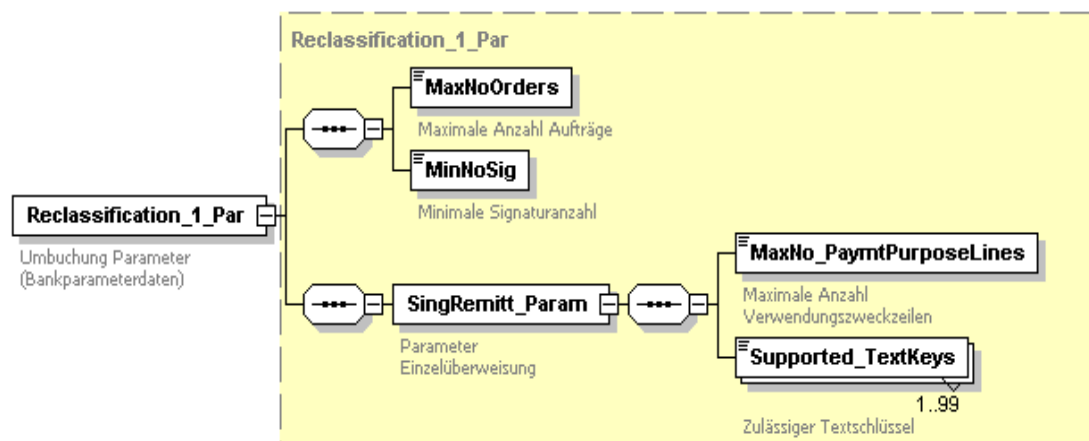 Reclassification_1_Par
MaxNoOrders
Maximale Anzahl Aufträge
MinNoSig
Minimale Signaturanzahl
Reclassification_1_Par
Umbuchung Parameter
(Bankparameterdaten)
SingRemitt_Param
Parameter
Einzelüberweisung
MaxNo_PaymtPurposeLines
Maximale Anzahl
Verwendungszweckzeilen
Supported_TextKeys
1..99
Zulässiger Textschlüssel